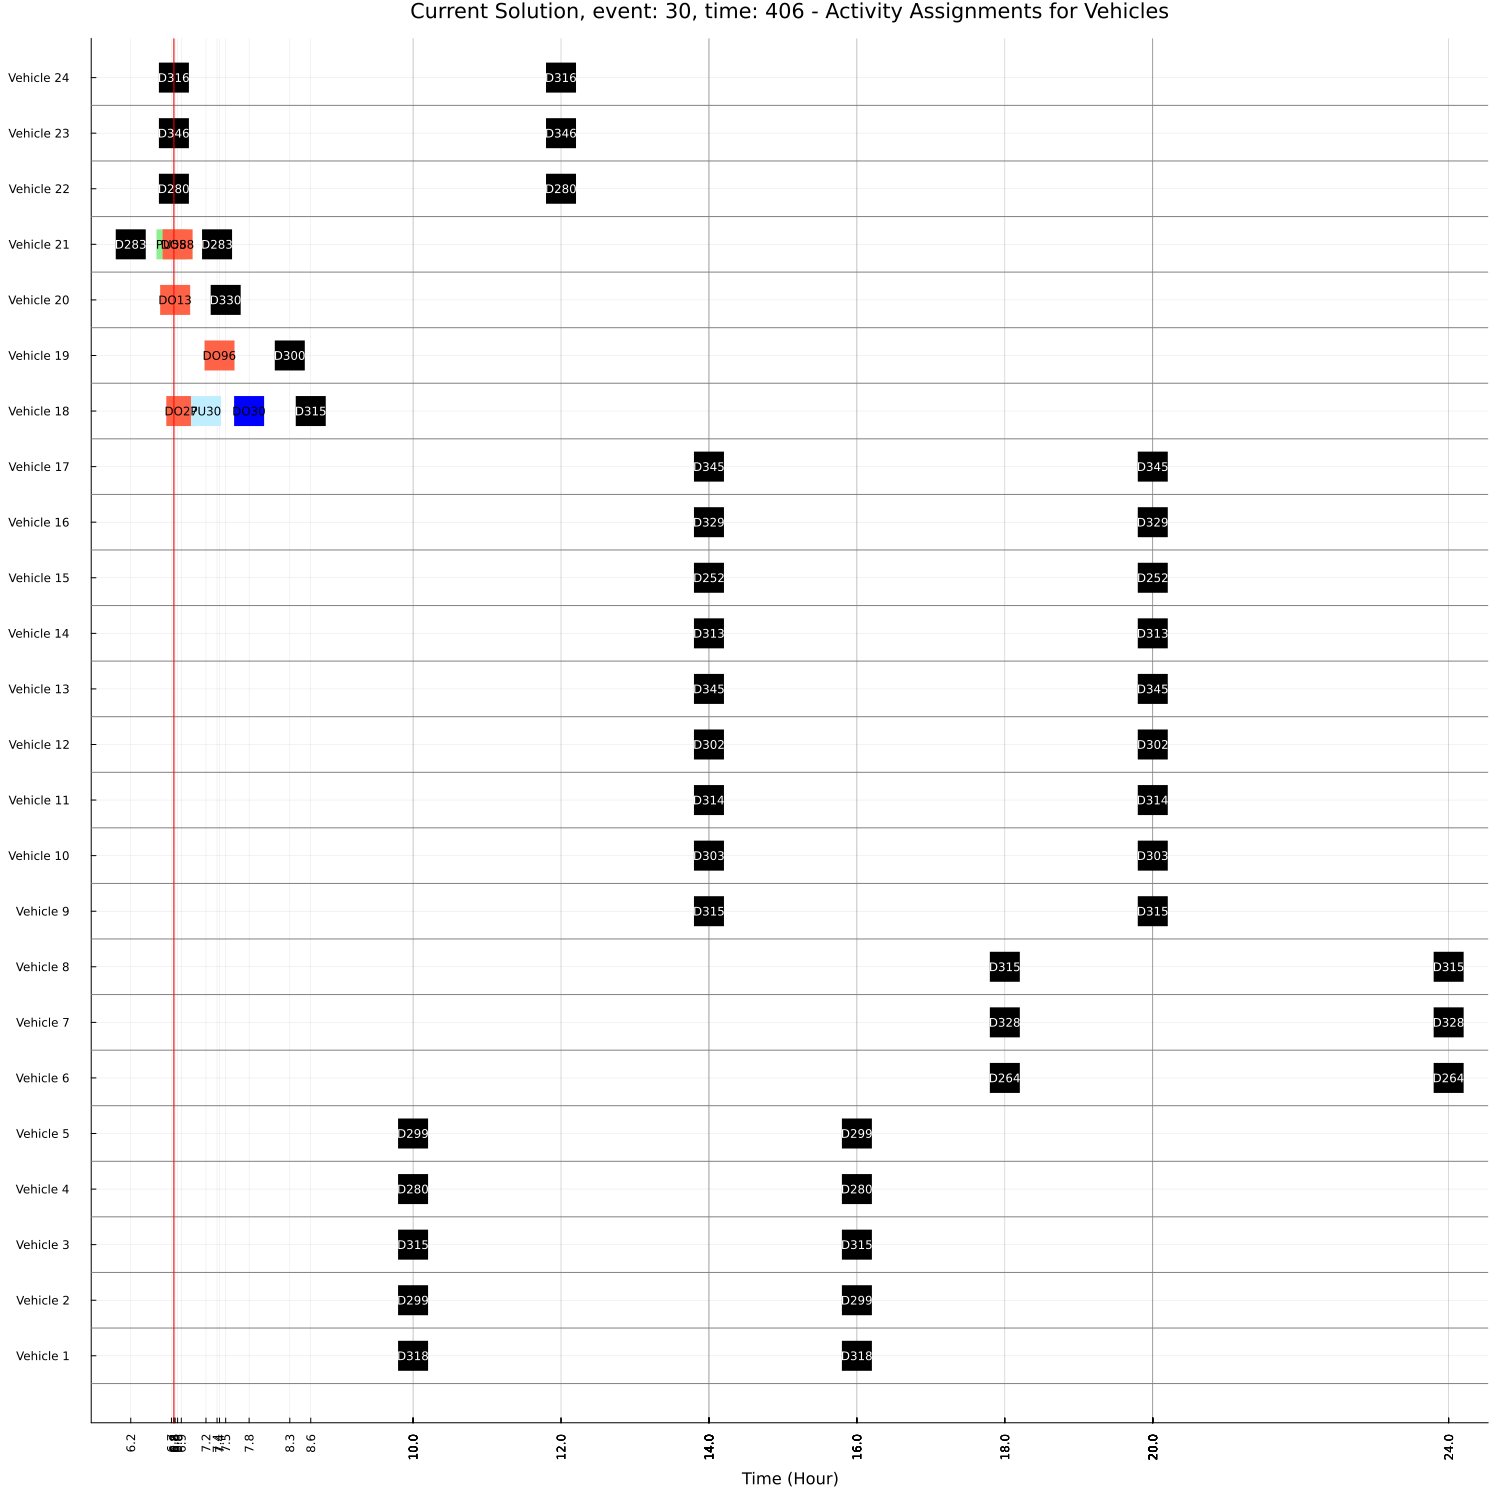 Current Solution, event: 30, time: 406 - Activity Assignments for Vehicles
Vehicle 24 D316 D316
Vehicle 23 D346 D346
Vehicle 22 D280 D280
Vehicle 21 D283 DO58 D283
Vehicle 20 DO13 D330
Vehicle 19 DO96 D300
Vehicle 18 PU30 DO30 D315
Vehicle 17 D345 D345
Vehicle 16 D329 D329
Vehicle 15 D252 D252
Vehicle 14 D313 D313
Vehicle 13 D345 D345
Vehicle 12 D302 D302
Vehicle 11 D314 D314
Vehicle 10 D303 D303
Vehicle 9 D315 D315
Vehicle 8 D315 D315
Vehicle 7 D328 D328
Vehicle 6 D264 D264
Vehicle 5 D299 D299
Vehicle 4 D280 D280
Vehicle 3 D315 D315
Vehicle 2 D299 D299
Vehicle 1 D318 D318
6.2 6.9 7.2 7.5 7.8 8.3 8.6 10.0 12.0 14.0 16.0 18.0 20.0 24.0
Time (Hour)